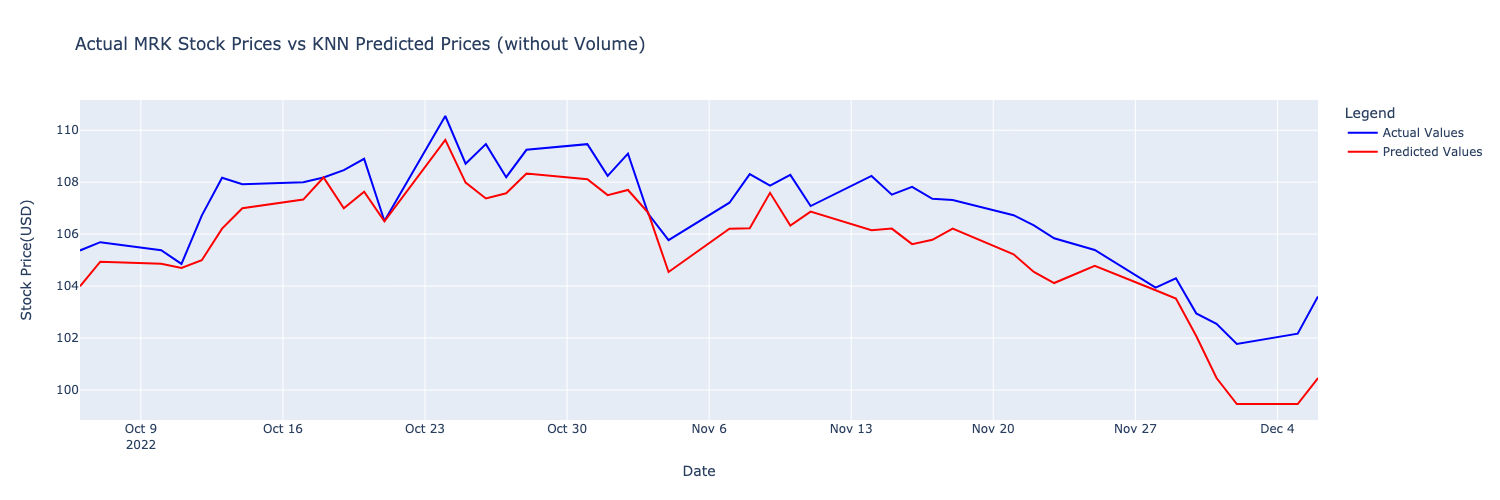 Actual MRK Stock Prices vs KNN Predicted Prices (without Volume)
Legend
Actual Values
Predicted Values
Stock Price(USD)
110
108
106
104
102
100
Oct 9
2022
Oct 16
Oct 23
Oct 30
Nov 6
Nov 13
Nov 20
Nov 27
Dec 4
Date